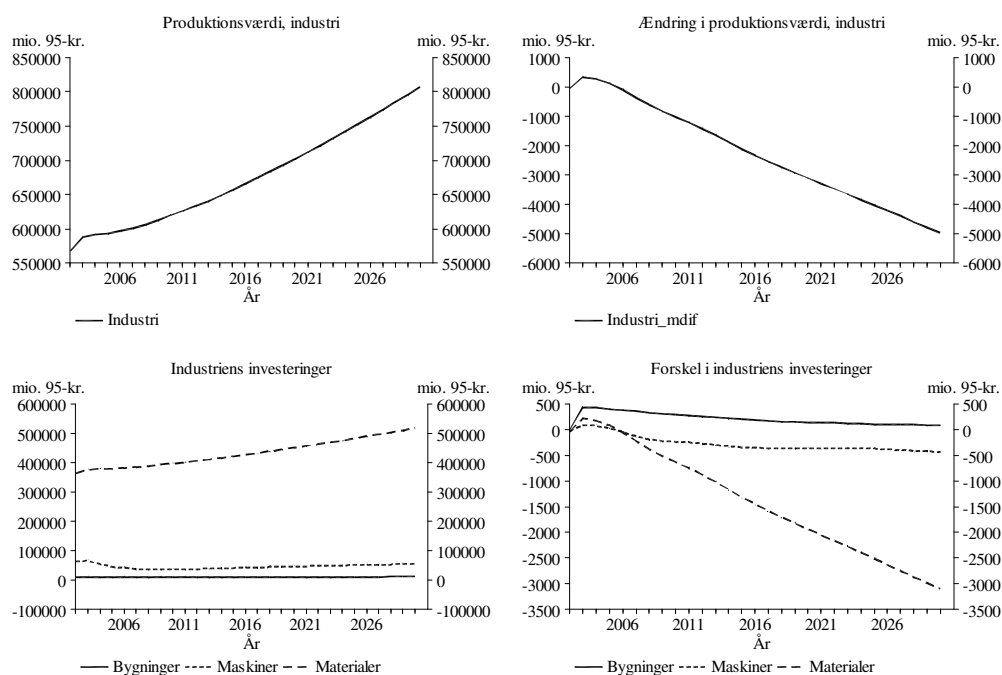 Produktionsværdi, industri
mio. 95-kr. mio. 95-kr.
850000 850000
800000 800000
750000 750000
700000 700000
650000 650000
600000 600000
550000 550000
2006 2011 2016 2021 2026
År
Industri
Ændring i produktionsværdi, industri
mio. 95-kr. mio. 95-kr.
1000 1000
0 0
-1000 -1000
-2000 -2000
-3000 -3000
-4000 -4000
-5000 -5000
-6000 -6000
2006 2011 2016 2021 2026
År
Industri_mdif
Industriens investeringer
mio. 95-kr. mio. 95-kr.
600000 600000
500000 500000
400000 400000
300000 300000
200000 200000
100000 100000
0 0
-100000 -100000
2006 2011 2016 2021 2026
År
Bygninger Maskiner Materialer
Forskel i industriens investeringer
mio. 95-kr. mio. 95-kr.
500 500
0 0
-500 -500
-1000 -1000
-1500 -1500
-2000 -2000
-2500 -2500
-3000 -3000
-3500 -3500
2006 2011 2016 2021 2026
År
Bygninger Maskiner Materialer